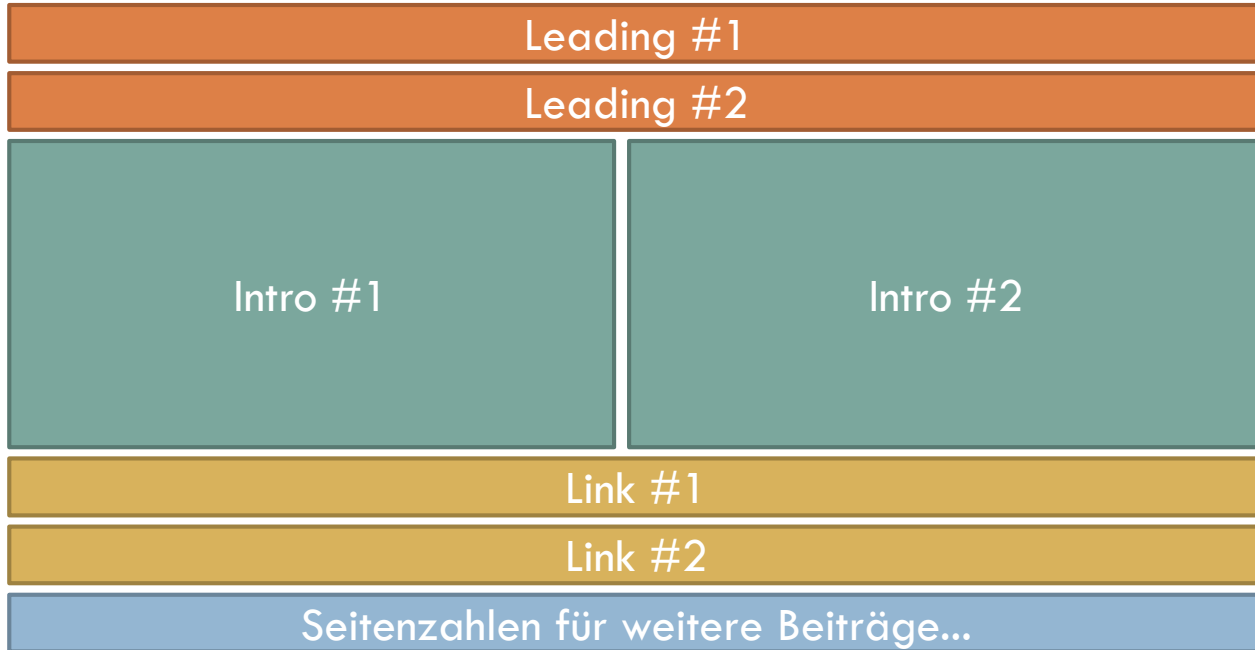 Leading #1
Leading #2
Intro #1
Intro #2
Link #1
Link #2
Seitenzahlen für weitere Beiträge...